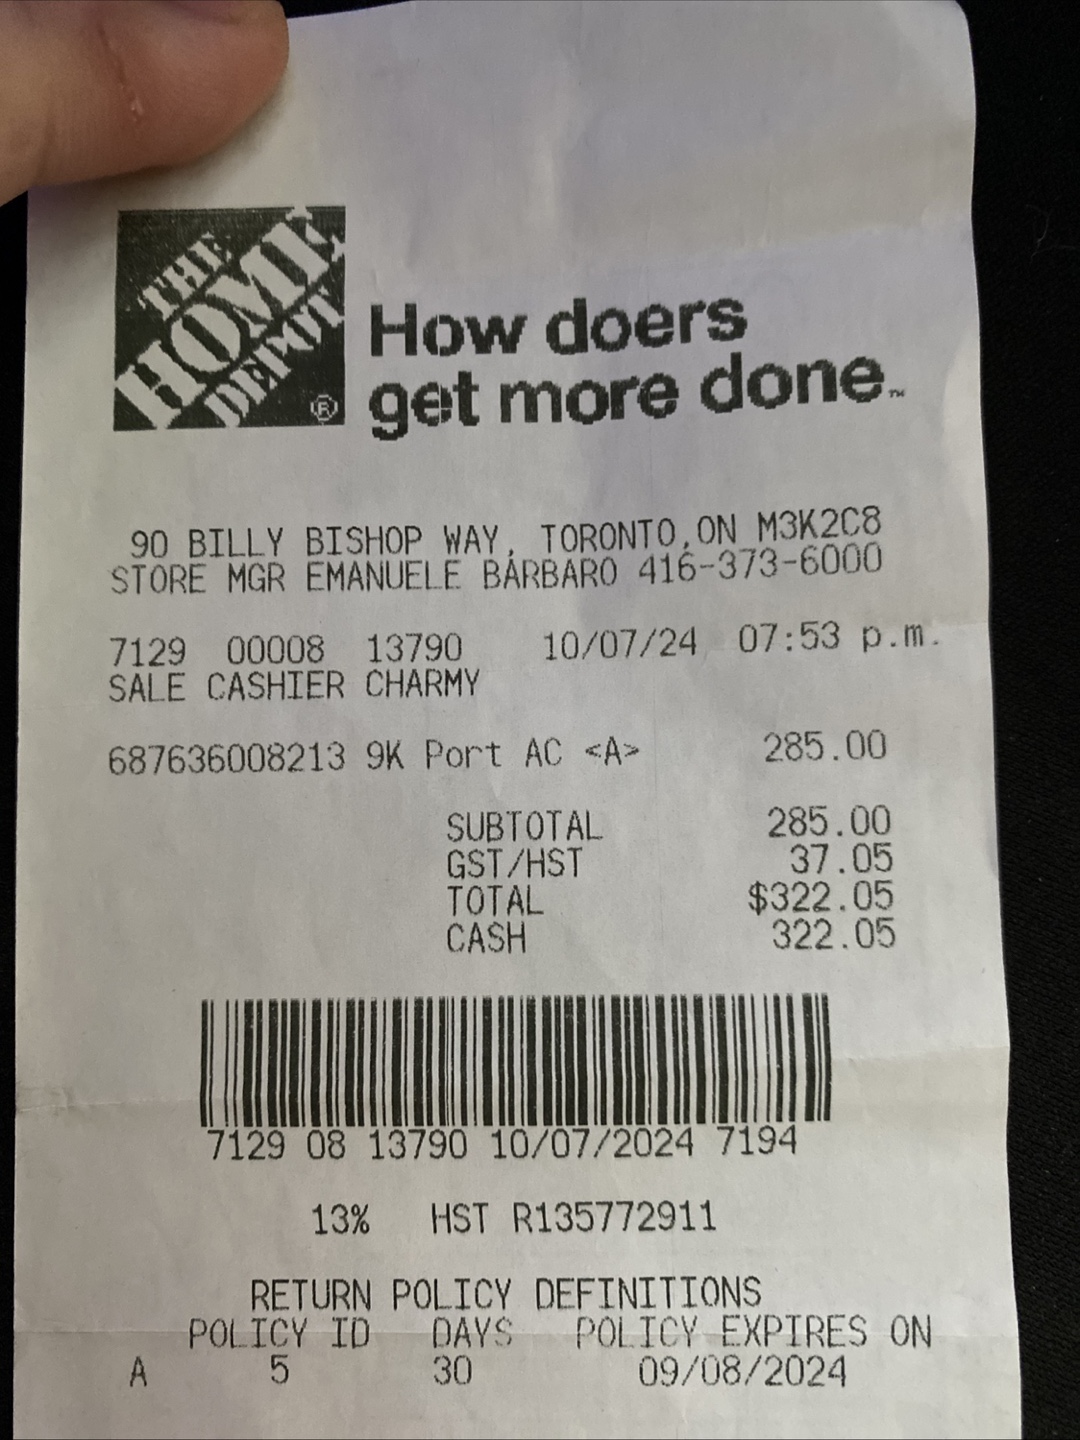 THE
HOME
DEPOT
®
How doers
get more done™
90 BILLY BISHOP WAY, TORONTO,ON M3K2C8
STORE MGR EMANUELE BARBARO 416-373-6000
7129 00008 13790 10/07/24 07:53 p.m.
SALE CASHIER CHARMY
687636008213 9K Port AC <A> 285.00
SUBTOTAL 285.00
GST/HST 37.05
TOTAL $322.05
CASH 322.05
7129 08 13790 10/07/2024 7194
13% HST R135772911
RETURN POLICY DEFINITIONS
POLICY ID DAYS POLICY EXPIRES ON
A 5 30 09/08/2024